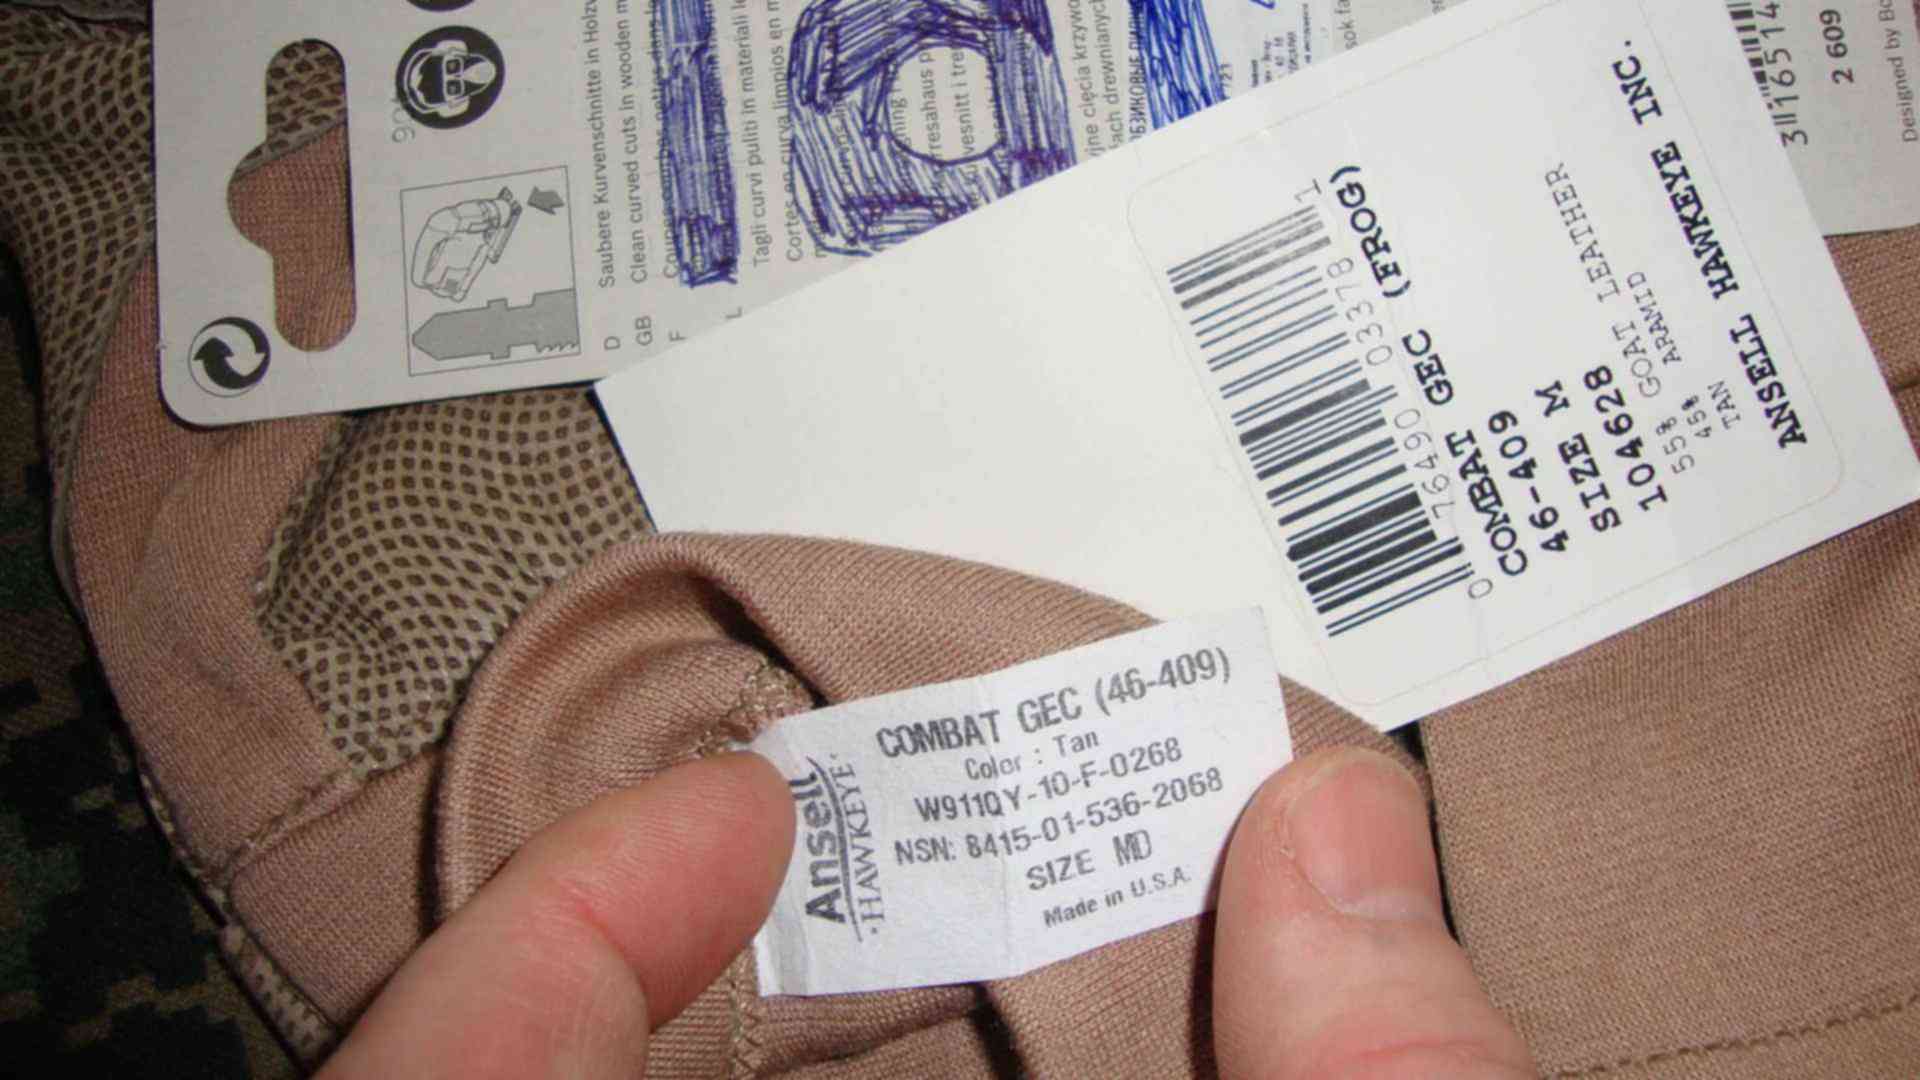 D Saubere Kurvenschnitte in
GB Clean curved cuts in wooden
F
Tagli curvi puliti in materiali
Cortes en curva limpios en
2 609
Designed by
0 76490 03378 1
COMBAT GEC (FROG)
46-409
SIZE M
104628
55% GOAT LEATHER
45% ARAMID
TAN
ANSELL HAWKEYE INC.
Ansell
·HAWKEYE·
COMBAT GEC (46-409)
Color : Tan
W911QY-10-F-0268
NSN: 8415-01-536-2068
SIZE MD
Made in U.S.A.